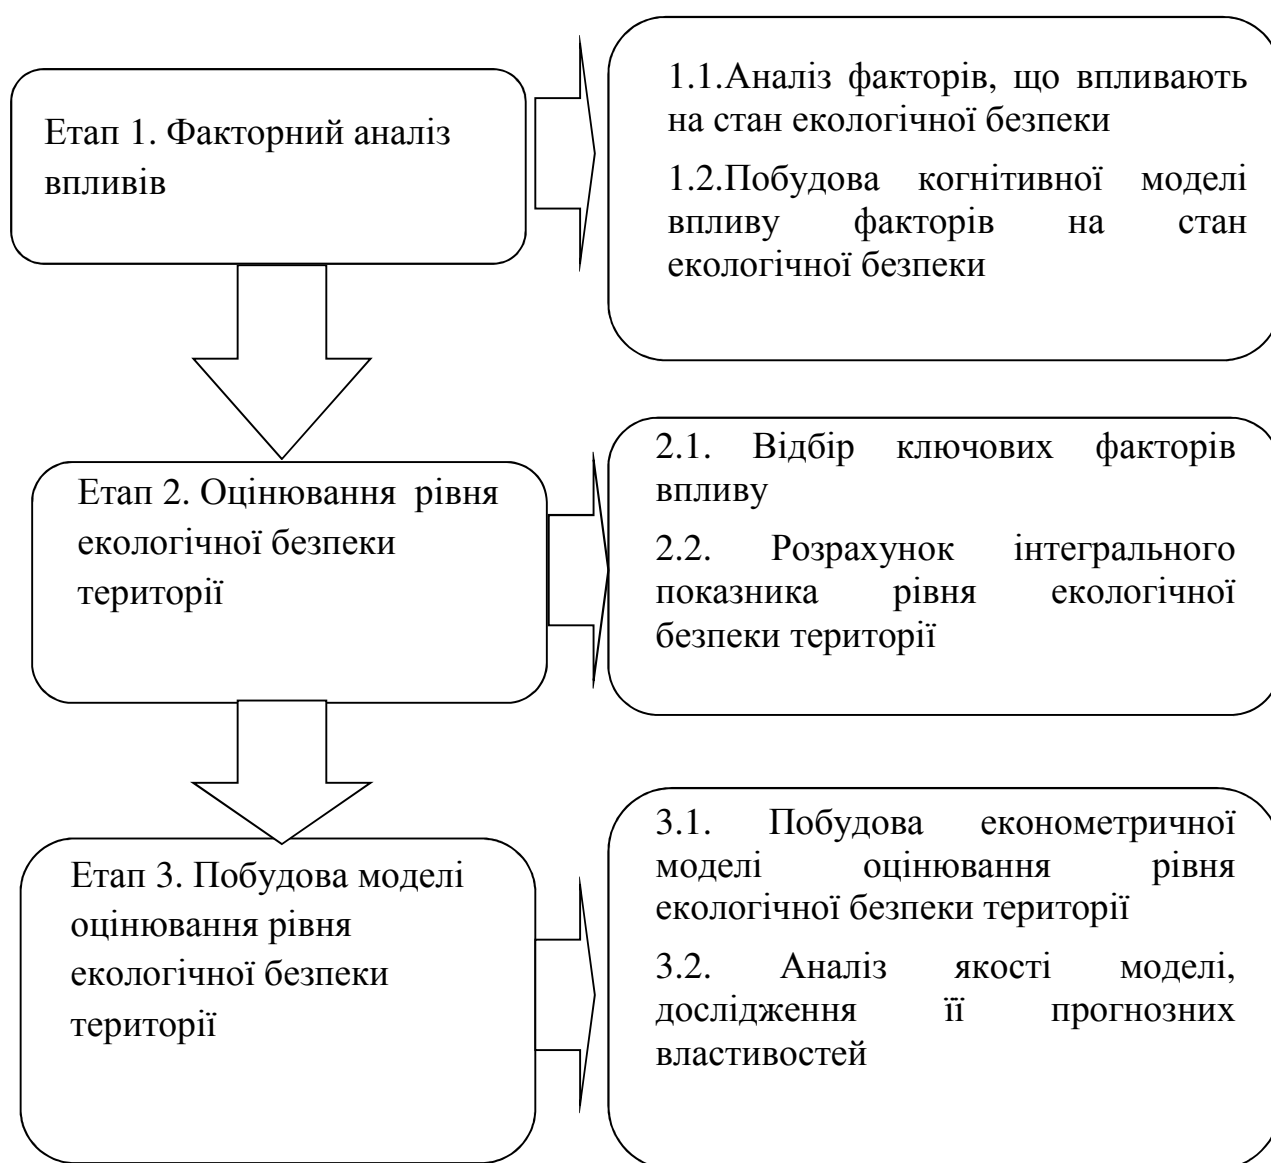 Етап 1. Факторний аналіз
впливів
1.1.Аналіз факторів, що впливають
на стан екологічної безпеки
1.2.Побудова когнітивної моделі
впливу факторів на стан
екологічної безпеки
Етап 2. Оцінювання рівня
екологічної безпеки
території
2.1. Відбір ключових факторів
впливу
2.2. Розрахунок інтегрального
показника рівня екологічної
безпеки території
Етап 3. Побудова моделі
оцінювання рівня
екологічної безпеки
території
3.1. Побудова економетричної
моделі оцінювання рівня
екологічної безпеки території
3.2. Аналіз якості моделі,
дослідження її прогнозних
властивостей